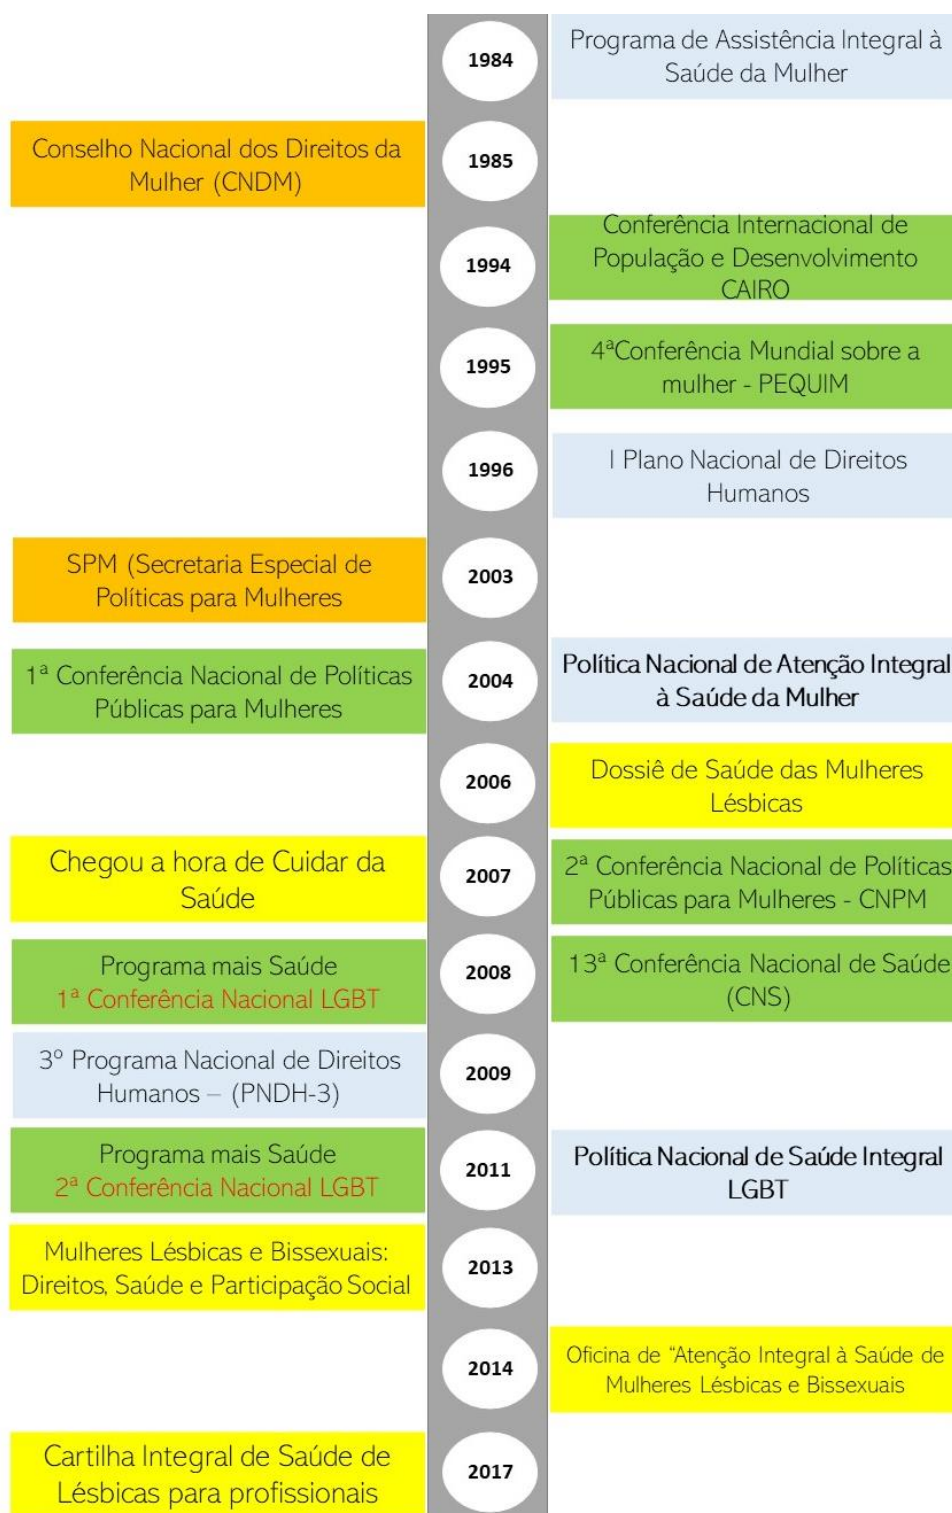 1984
Programa de Assistência Integral à
Saúde da Mulher
Conselho Nacional dos Direitos da
Mulher (CNDM)
1985
1994
Conferência Internacional de
População e Desenvolvimento
CAIRO
1995
4ªConferência Mundial sobre a
mulher - PEQUIM
1996
I Plano Nacional de Direitos
Humanos
SPM (Secretaria Especial de
Políticas para Mulheres
2003
1ª Conferência Nacional de Políticas
Públicas para Mulheres
2004
Política Nacional de Atenção Integral
à Saúde da Mulher
2006
Dossiê de Saúde das Mulheres
Lésbicas
Chegou a hora de Cuidar da
Saúde
2007
2ª Conferência Nacional de Políticas
Públicas para Mulheres - CNPM
Programa mais Saúde
1ª Conferência Nacional LGBT
2008
13ª Conferência Nacional de Saúde
(CNS)
3º Programa Nacional de Direitos
Humanos – (PNDH-3)
2009
Programa mais Saúde
2ª Conferência Nacional LGBT
2011
Política Nacional de Saúde Integral
LGBT
Mulheres Lésbicas e Bissexuais:
Direitos, Saúde e Participação Social
2013
2014
Oficina de “Atenção Integral à Saúde de
Mulheres Lésbicas e Bissexuais
Cartilha Integral de Saúde de
Lésbicas para profissionais
2017